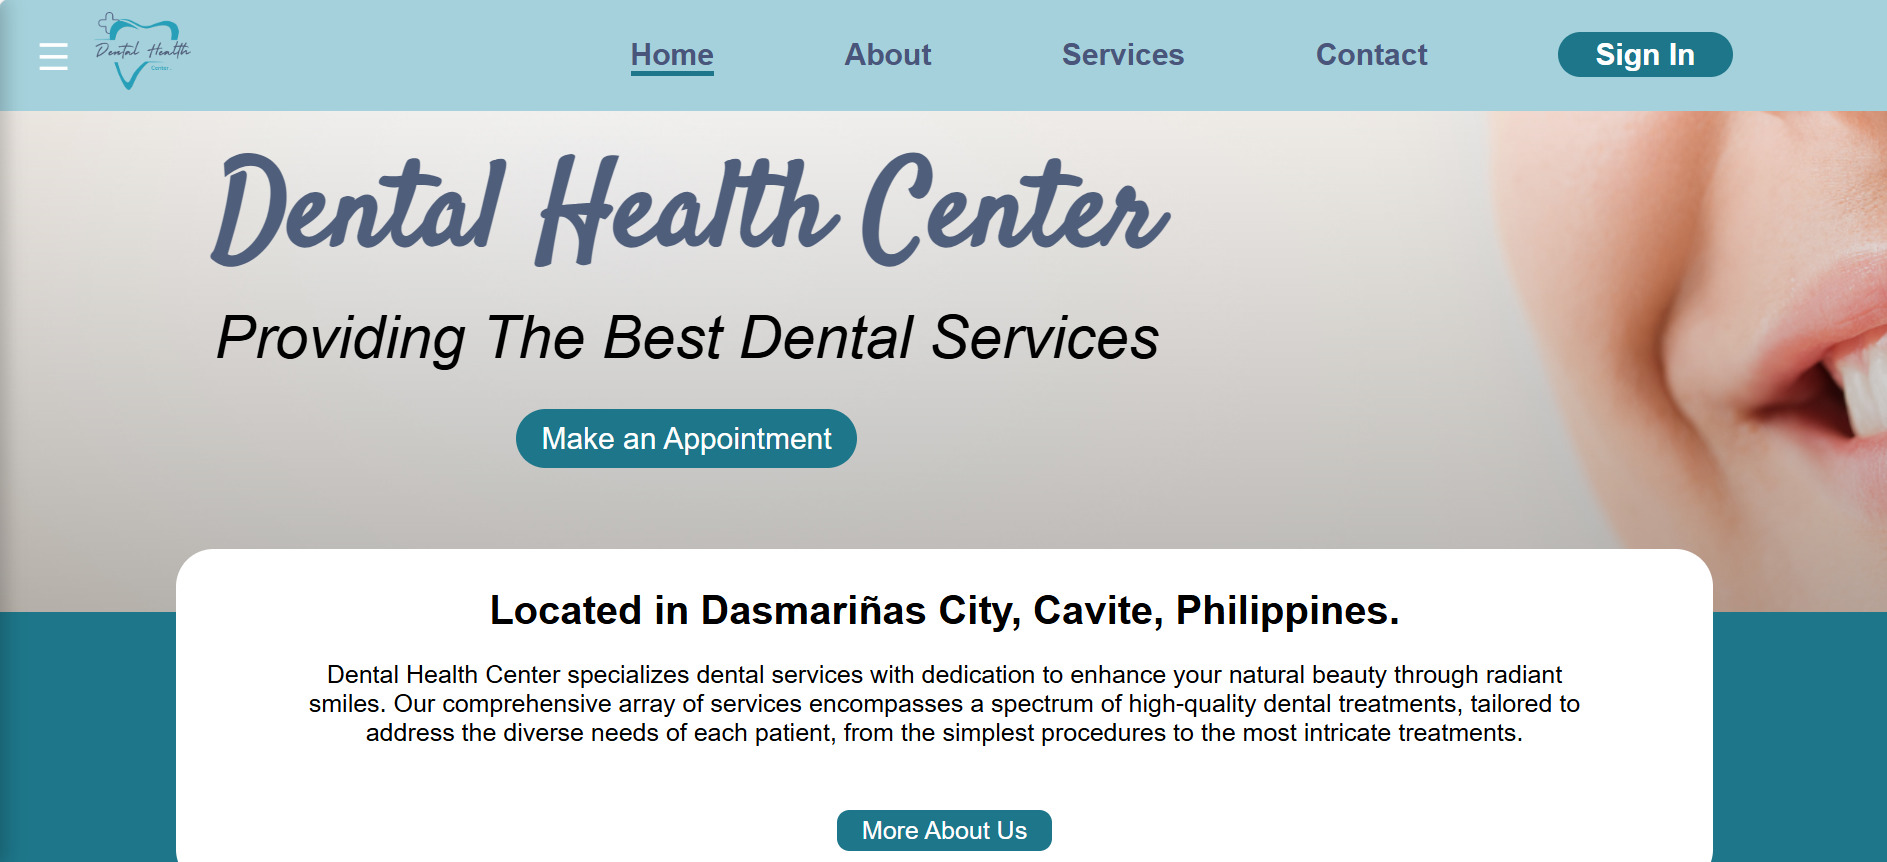 Dental Health
Center
Home
About
Services
Contact
Sign In
Dental Health Center
Providing The Best Dental Services
Make an Appointment
Located in Dasmariñas City, Cavite, Philippines.
Dental Health Center specializes dental services with dedication to enhance your natural beauty through radiant
smiles. Our comprehensive array of services encompasses a spectrum of high-quality dental treatments, tailored to
address the diverse needs of each patient, from the simplest procedures to the most intricate treatments.
More About Us